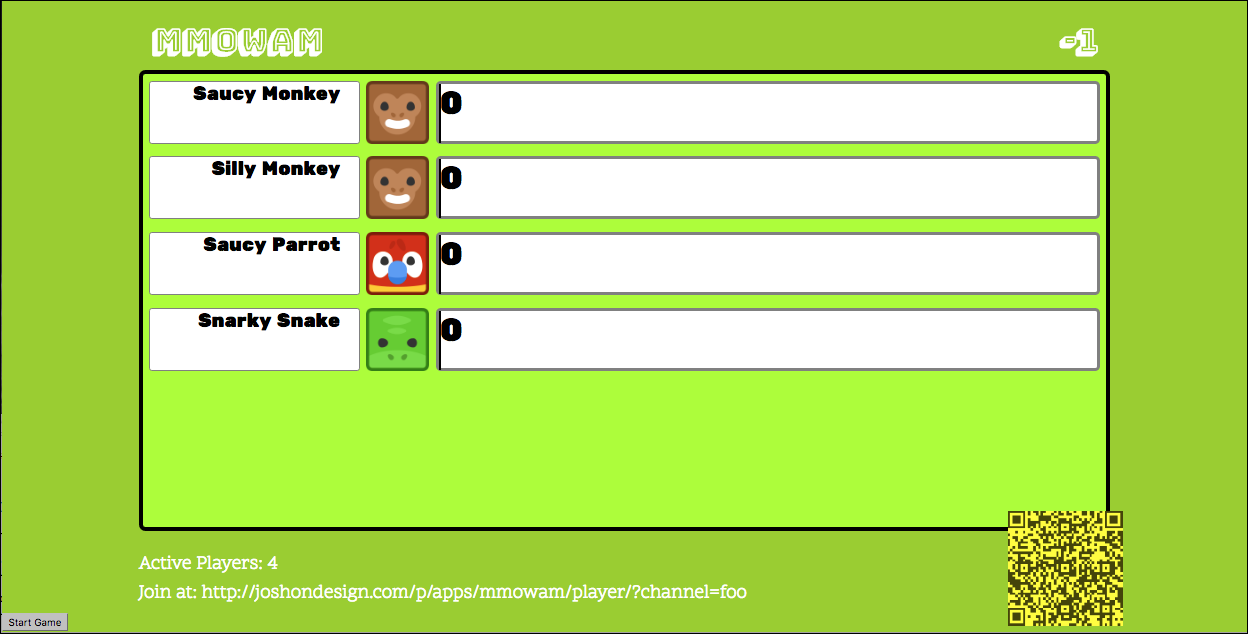 MMOWAM
-1
Saucy Monkey
0
Silly Monkey
0
Saucy Parrot
0
Snarky Snake
0
Active Players: 4
Join at: http://joshondesign.com/p/apps/mmowam/player/?channel=foo
Start Game